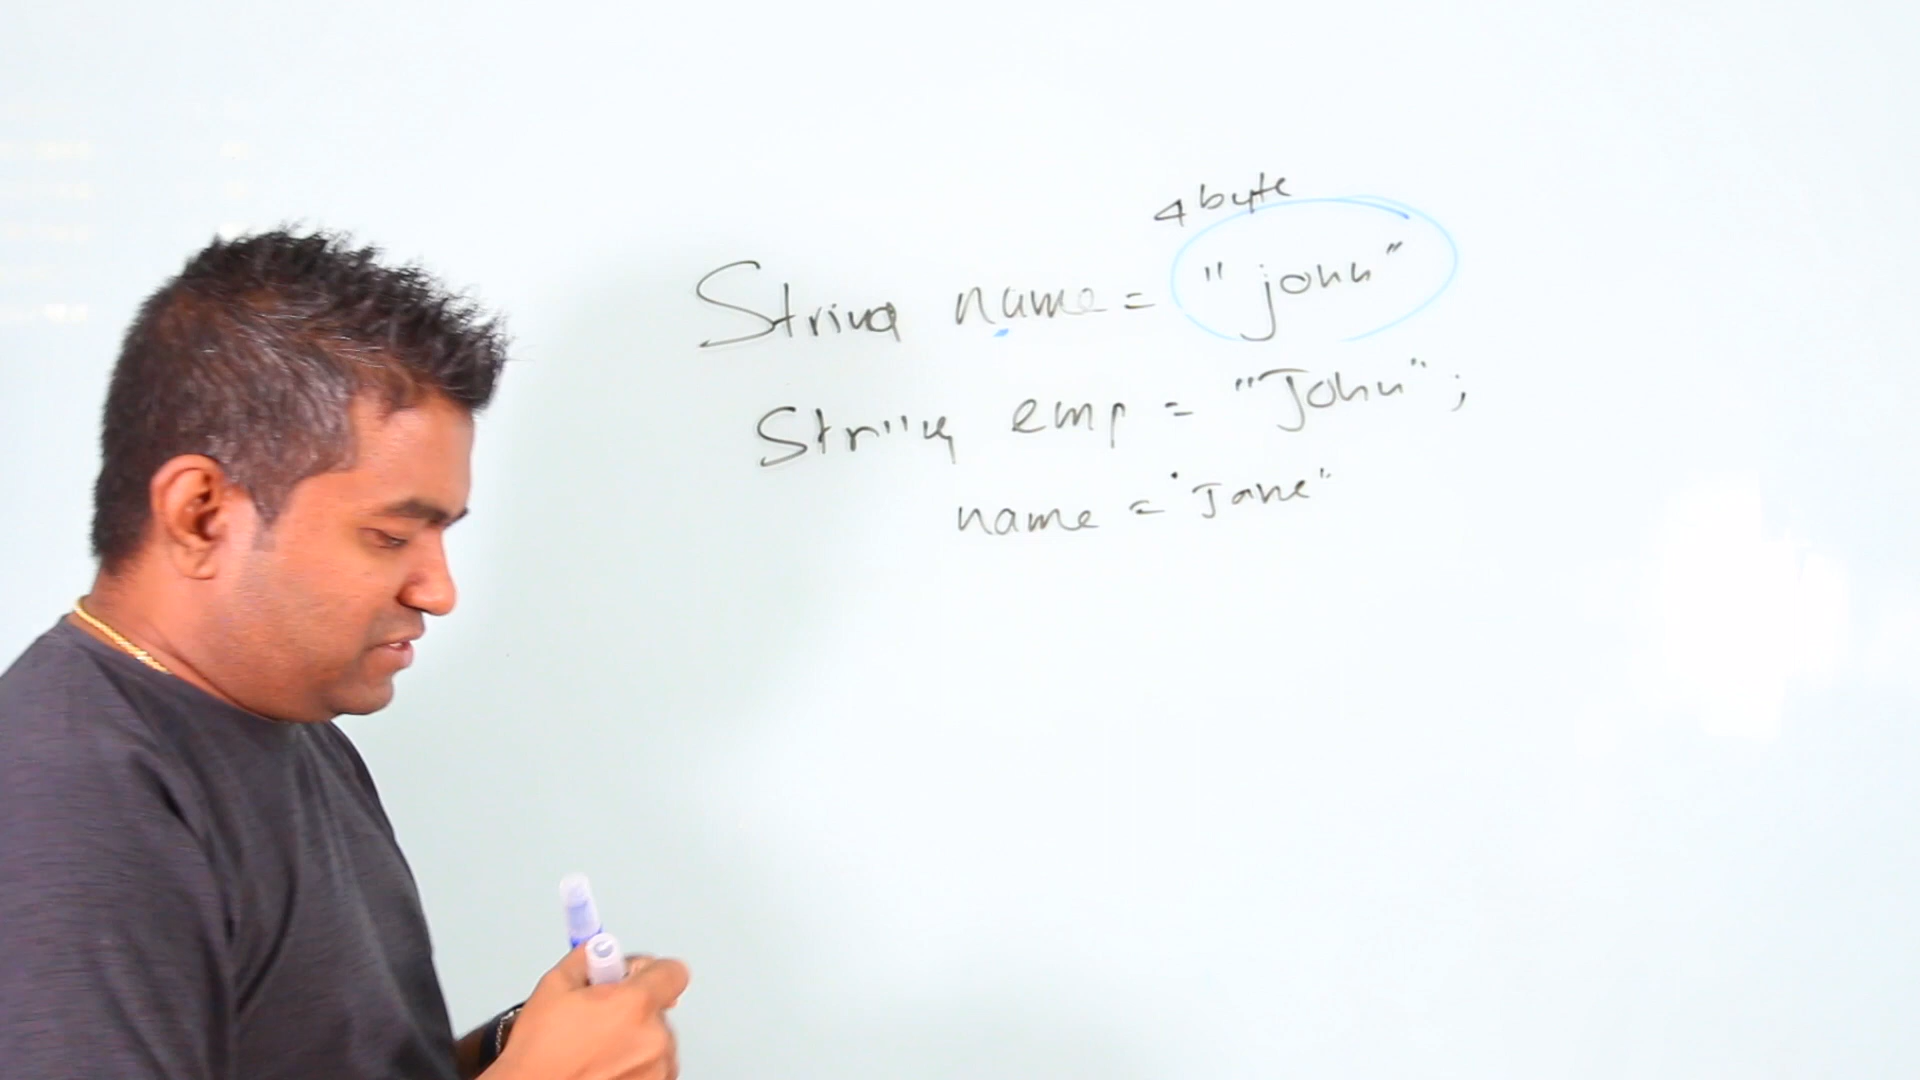 4 byte
String name = "john"
String emp = "John";
name = "Jane"